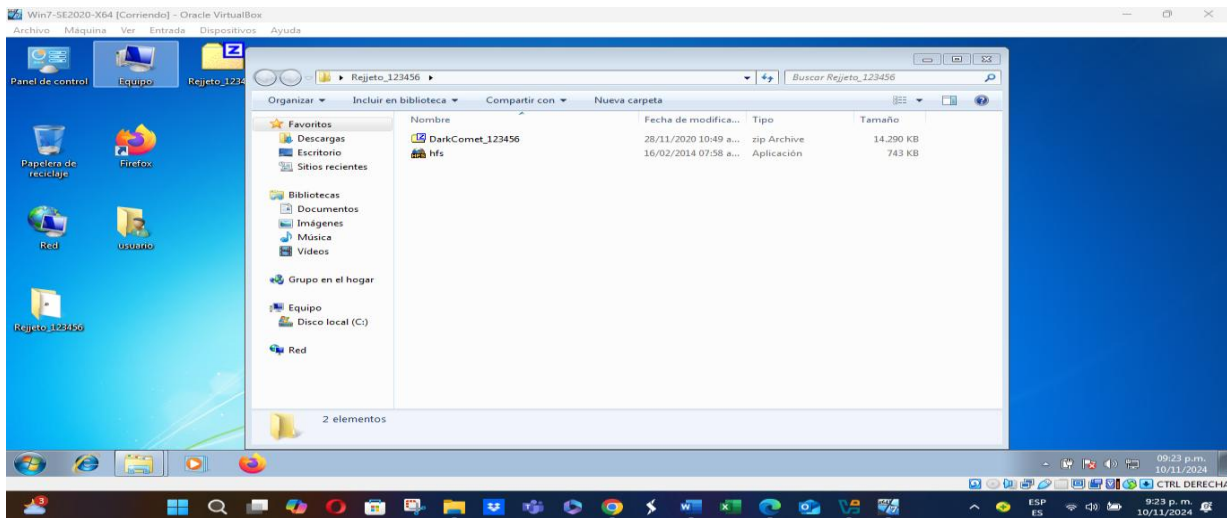 Win7-SE2020-X64 [Corriendo] - Oracle VirtualBox
Archivo Máquina Ver Entrada Dispositivos Ayuda
Panel de control
Equipo
Rejjeto_1234
Papelera de reciclaje
Firefox
Red
usuario
Rejjeto_123456
Rejjeto_123456
Buscar Rejjeto_123456
Organizar Incluir en biblioteca Compartir con Nueva carpeta
Favoritos
Descargas
Escritorio
Sitios recientes
Bibliotecas
Documentos
Imágenes
Música
Vídeos
Grupo en el hogar
Equipo
Disco local (C:)
Red
Nombre Fecha de modifica... Tipo Tamaño
DarkComet_123456 28/11/2020 10:49 a... zip Archive 14.290 KB
hfs 16/02/2014 07:58 a... Aplicación 743 KB
2 elementos
09:23 p.m.
10/11/2024
CTRL DERECHA
3
ESP
ES
9:23 p. m.
10/11/2024